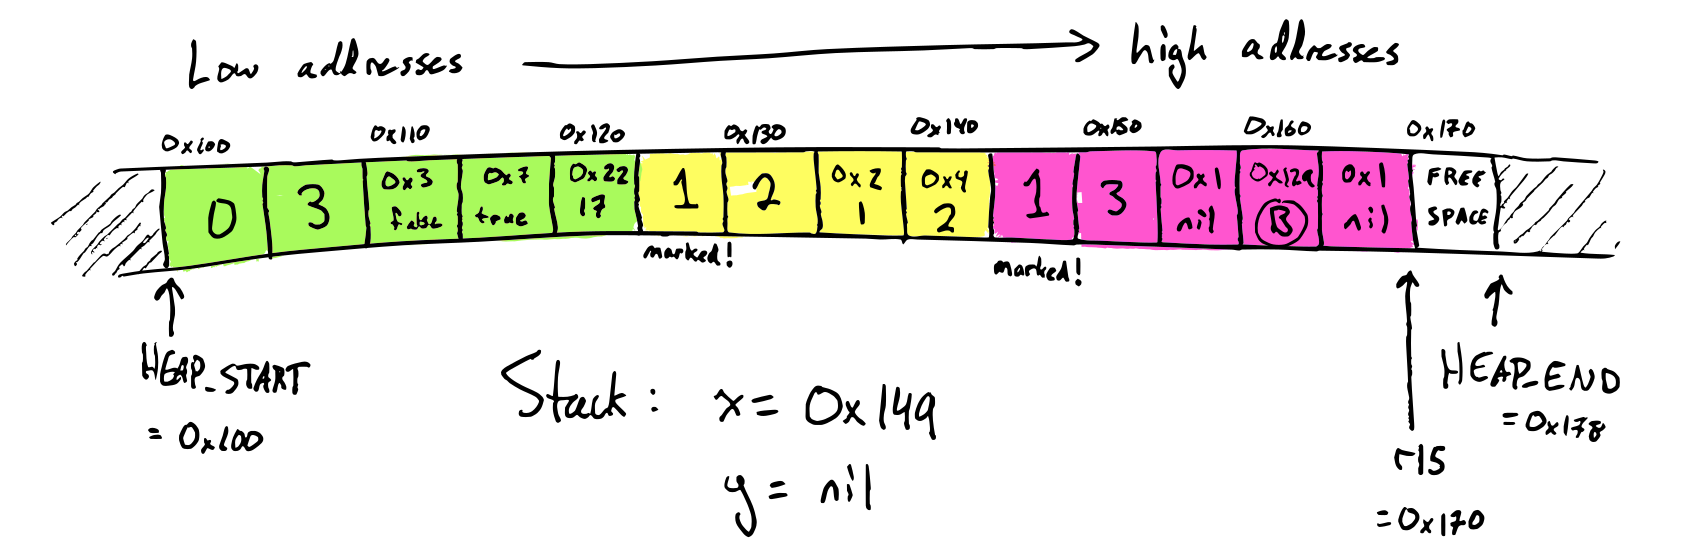 Low addresses → high addresses
0x100 0x110 0x120 0x130 0x140 0x150 0x160 0x170
0 3 0x3 false 0x7 true 0x22 17 1 2 0x2 1 0x4 2 1 3 0x1 nil 0x129 B 0x1 nil FREE SPACE
marked! marked!
HEAP_START
= 0x100
HEAP_END
= 0x178
Stack: x = 0x149
y = nil
r15
= 0x170